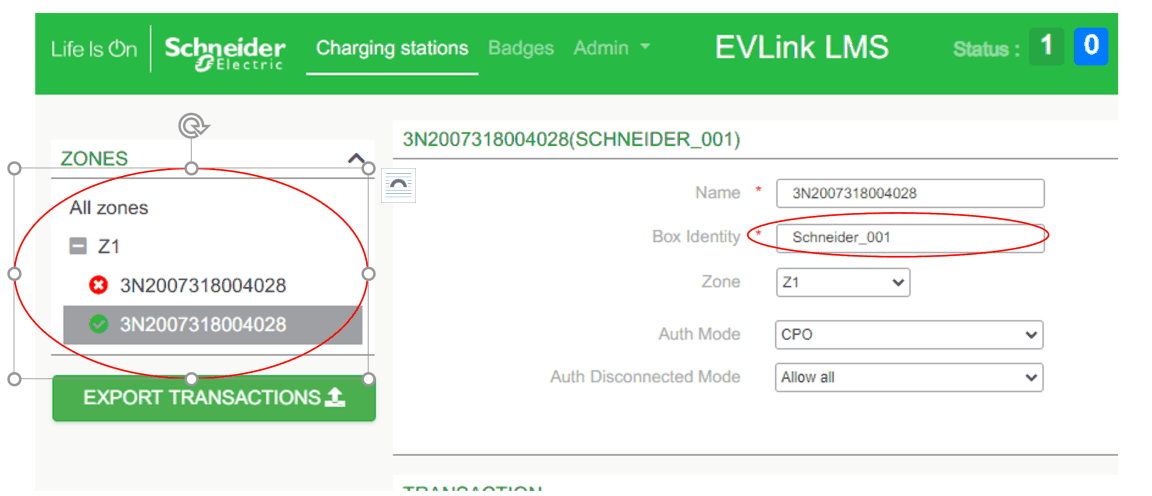 Life Is On Schneider Electric Charging stations Badges Admin EVLink LMS Status : 1 0
ZONES
All zones
Z1
3N2007318004028
3N2007318004028
EXPORT TRANSACTIONS
3N2007318004028(SCHNEIDER_001)
Name * 3N2007318004028
Box Identity * Schneider_001
Zone Z1
Auth Mode CPO
Auth Disconnected Mode Allow all
TRANSACTION